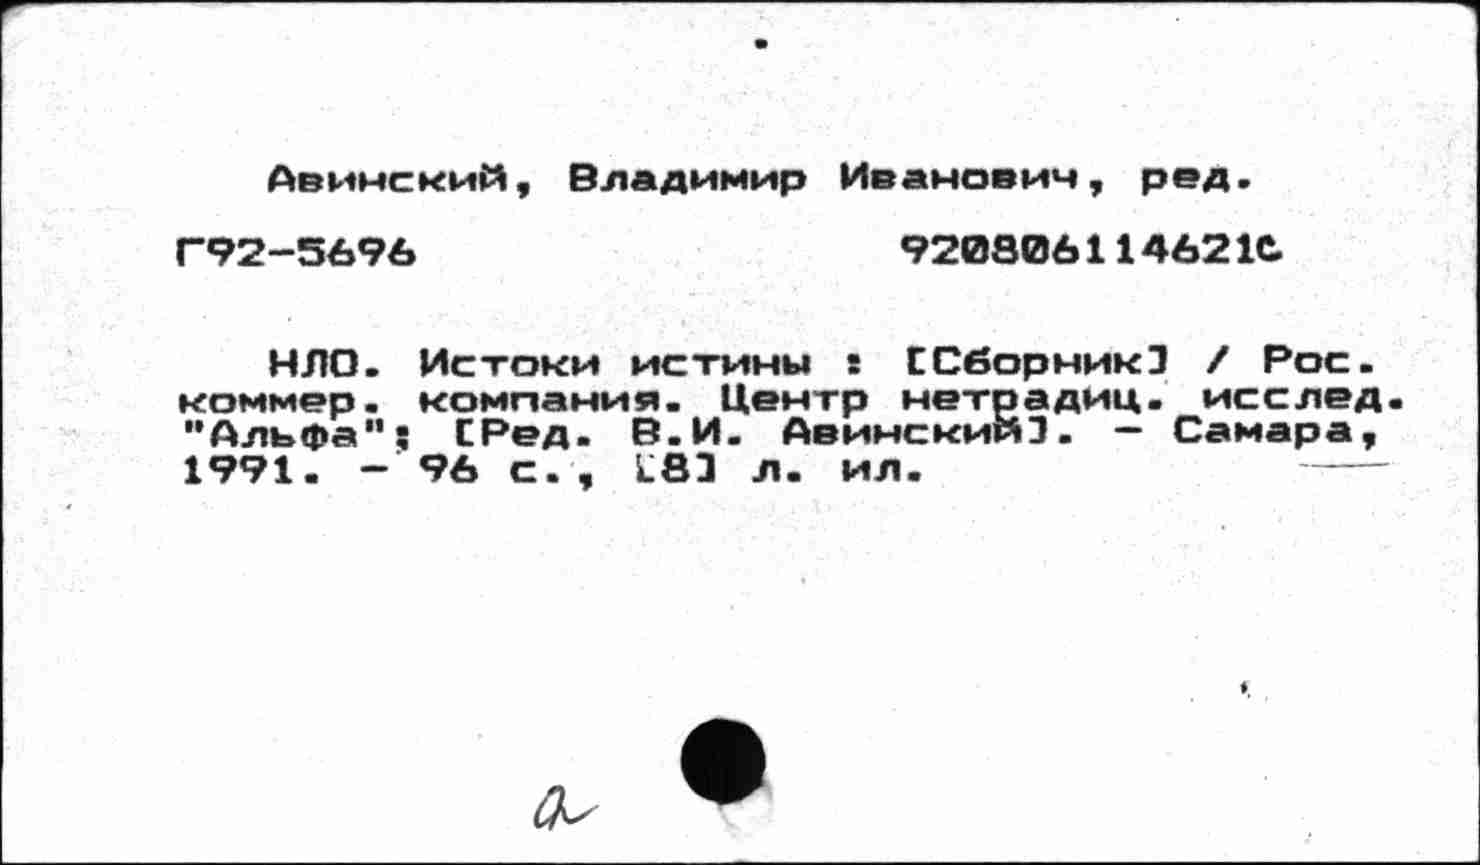 Авинский, Владимир Иванович, ред.
Г92-5696 920806114621С
НЛО. Истоки истины : [Сборник] / Рос.
коммер. компания. Центр нетрадиц. исслед.
"Альфа"; [Ред. В.И. Авинский]. - Самара,
1991. - 96 с., [8] л. ил.
а